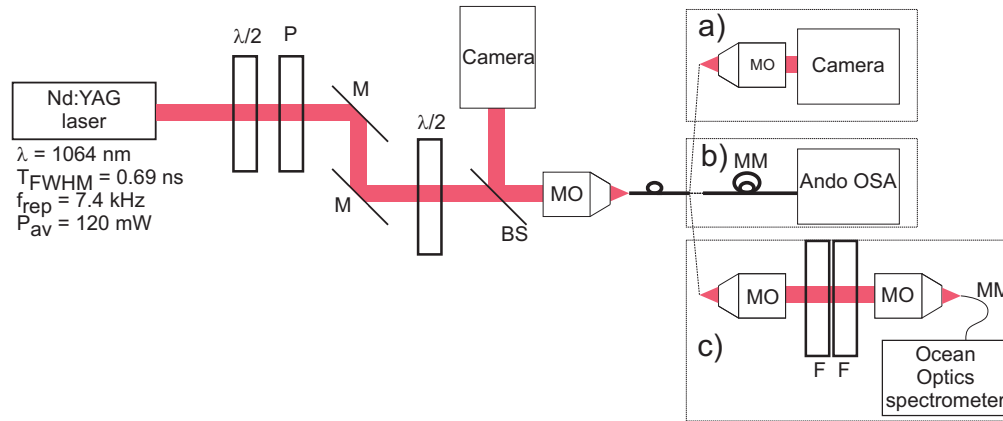 Nd:YAG
laser
λ = 1064 nm
TFWHM = 0.69 ns
frep = 7.4 kHz
Pav = 120 mW
λ/2
P
M
M
λ/2
Camera
BS
MO
a)
MO
Camera
b)
MM
Ando OSA
c)
MO
F
F
MO
MM
Ocean
Optics
spectrometer